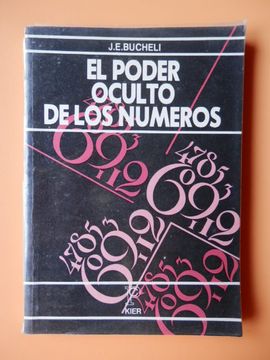 J.E.BUCHELI
EL PODER
OCULTO
DE LOS NUMEROS
KIER